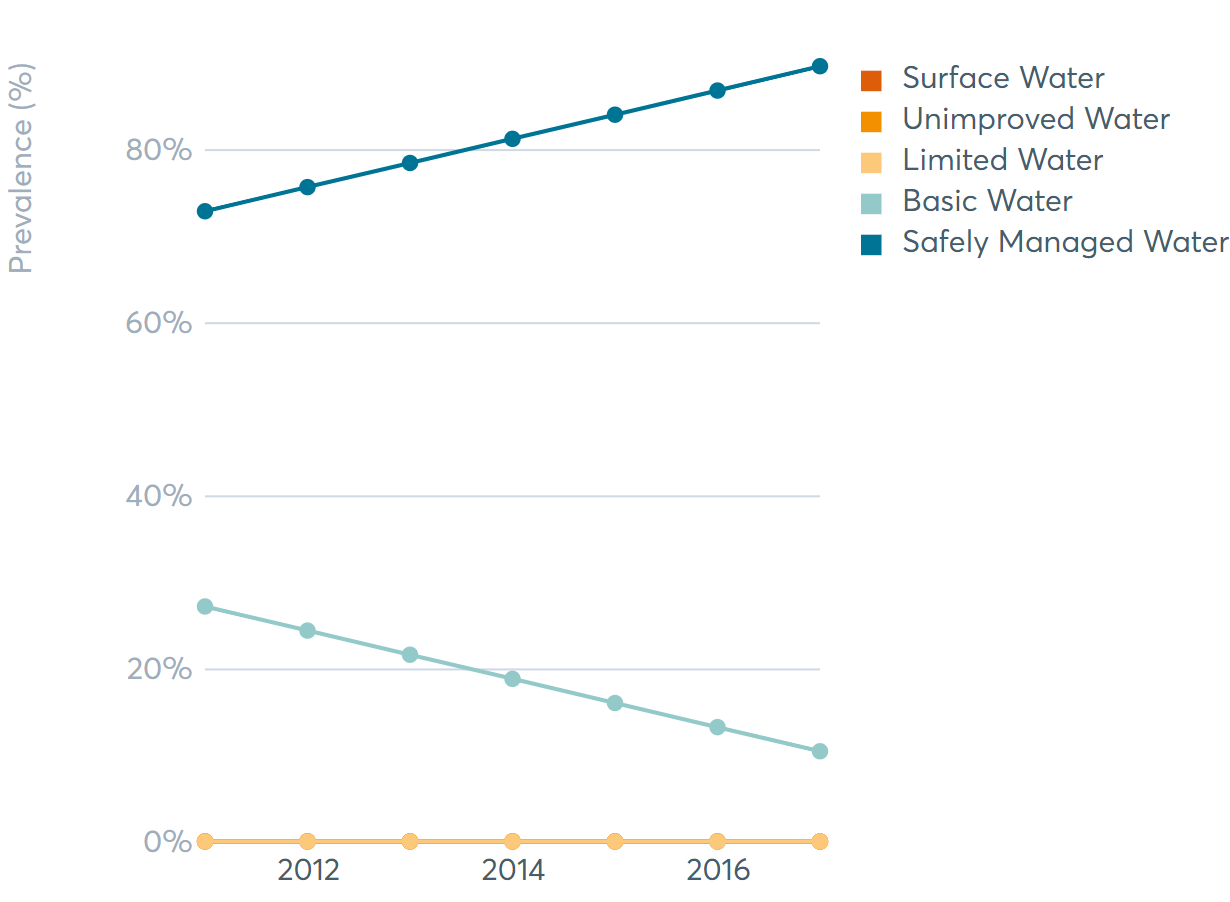 Prevalence (%)
80%
60%
40%
20%
0%
2012
2014
2016
Surface Water
Unimproved Water
Limited Water
Basic Water
Safely Managed Water